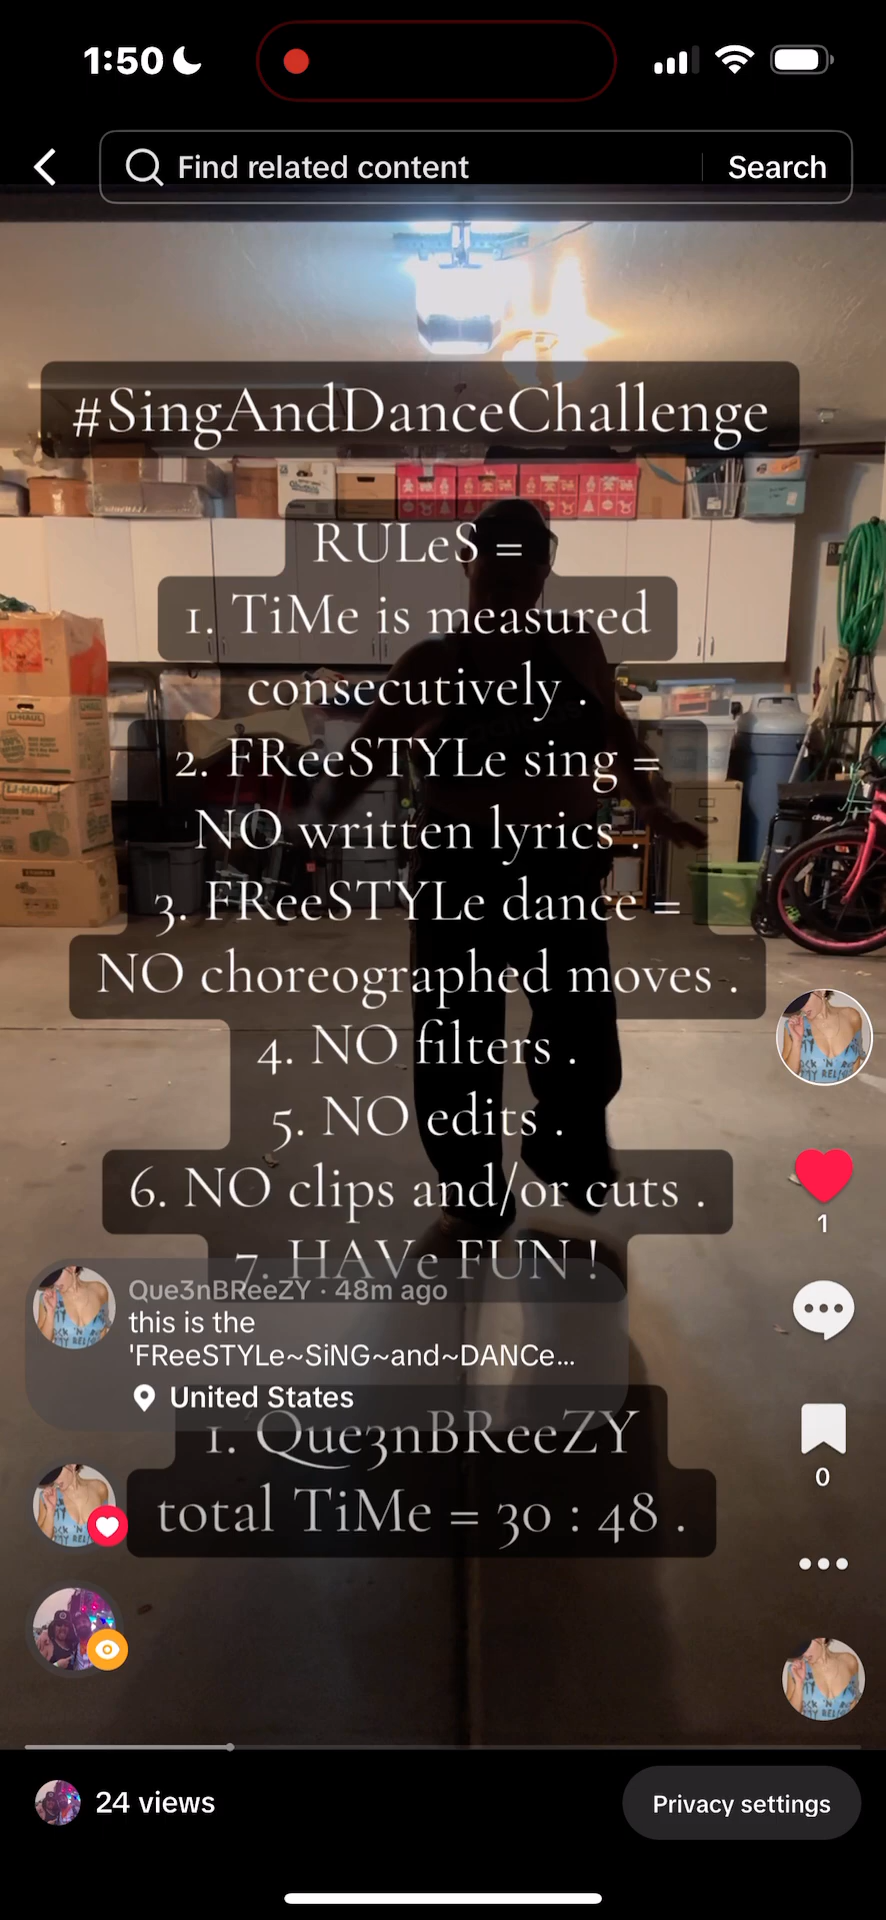 1:50
Find related content
Search
#SingAndDanceChallenge
RULeS =
1. TiMe is measured
consecutively .
2. FReeSTYLe sing =
NO written lyrics .
3. FReeSTYLe dance =
NO choreographed moves .
4. NO filters .
5. NO edits .
6. NO clips and/or cuts .
7. HAVe FUN !
Que3nBReeZY · 48m ago
this is the
'FReeSTYLe~SiNG~and~DANCe...
United States
1. Que3nBReeZY
total TiMe = 30 : 48 .
1
0
U-HAUL
U-HAUL
24 views
Privacy settings